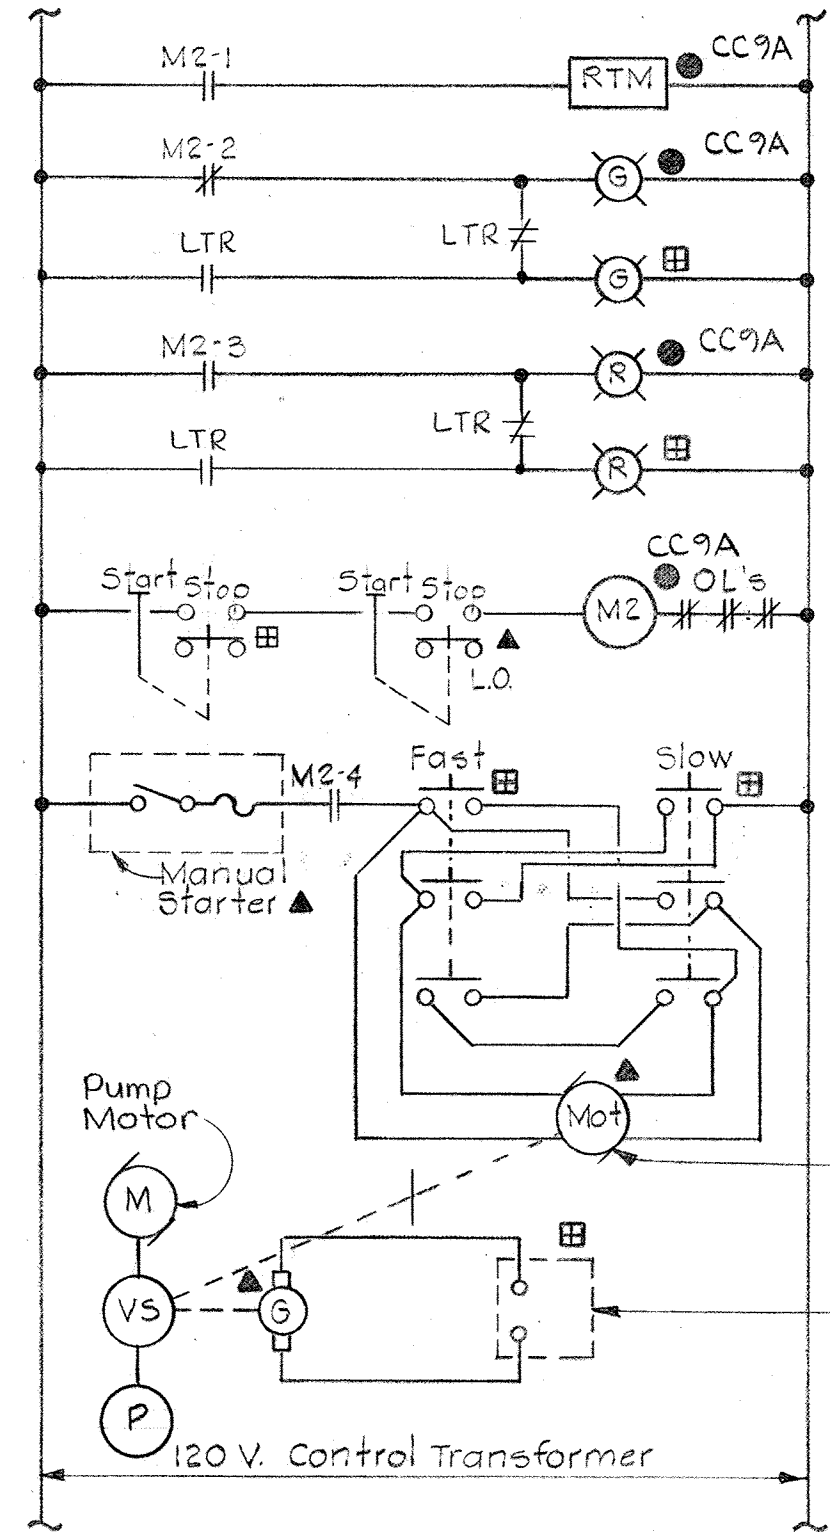 M2-1
RTM
CC9A
M2-2
CC9A
G
LTR
LTR
G
M2-3
CC9A
R
LTR
LTR
R
CC9A
Start Stop
Start Stop
M2
OL's
L.O.
Fast
Slow
M2-4
Manual
Starter
Pump
Motor
Mot
M
VS
G
P
120 V. Control Transformer